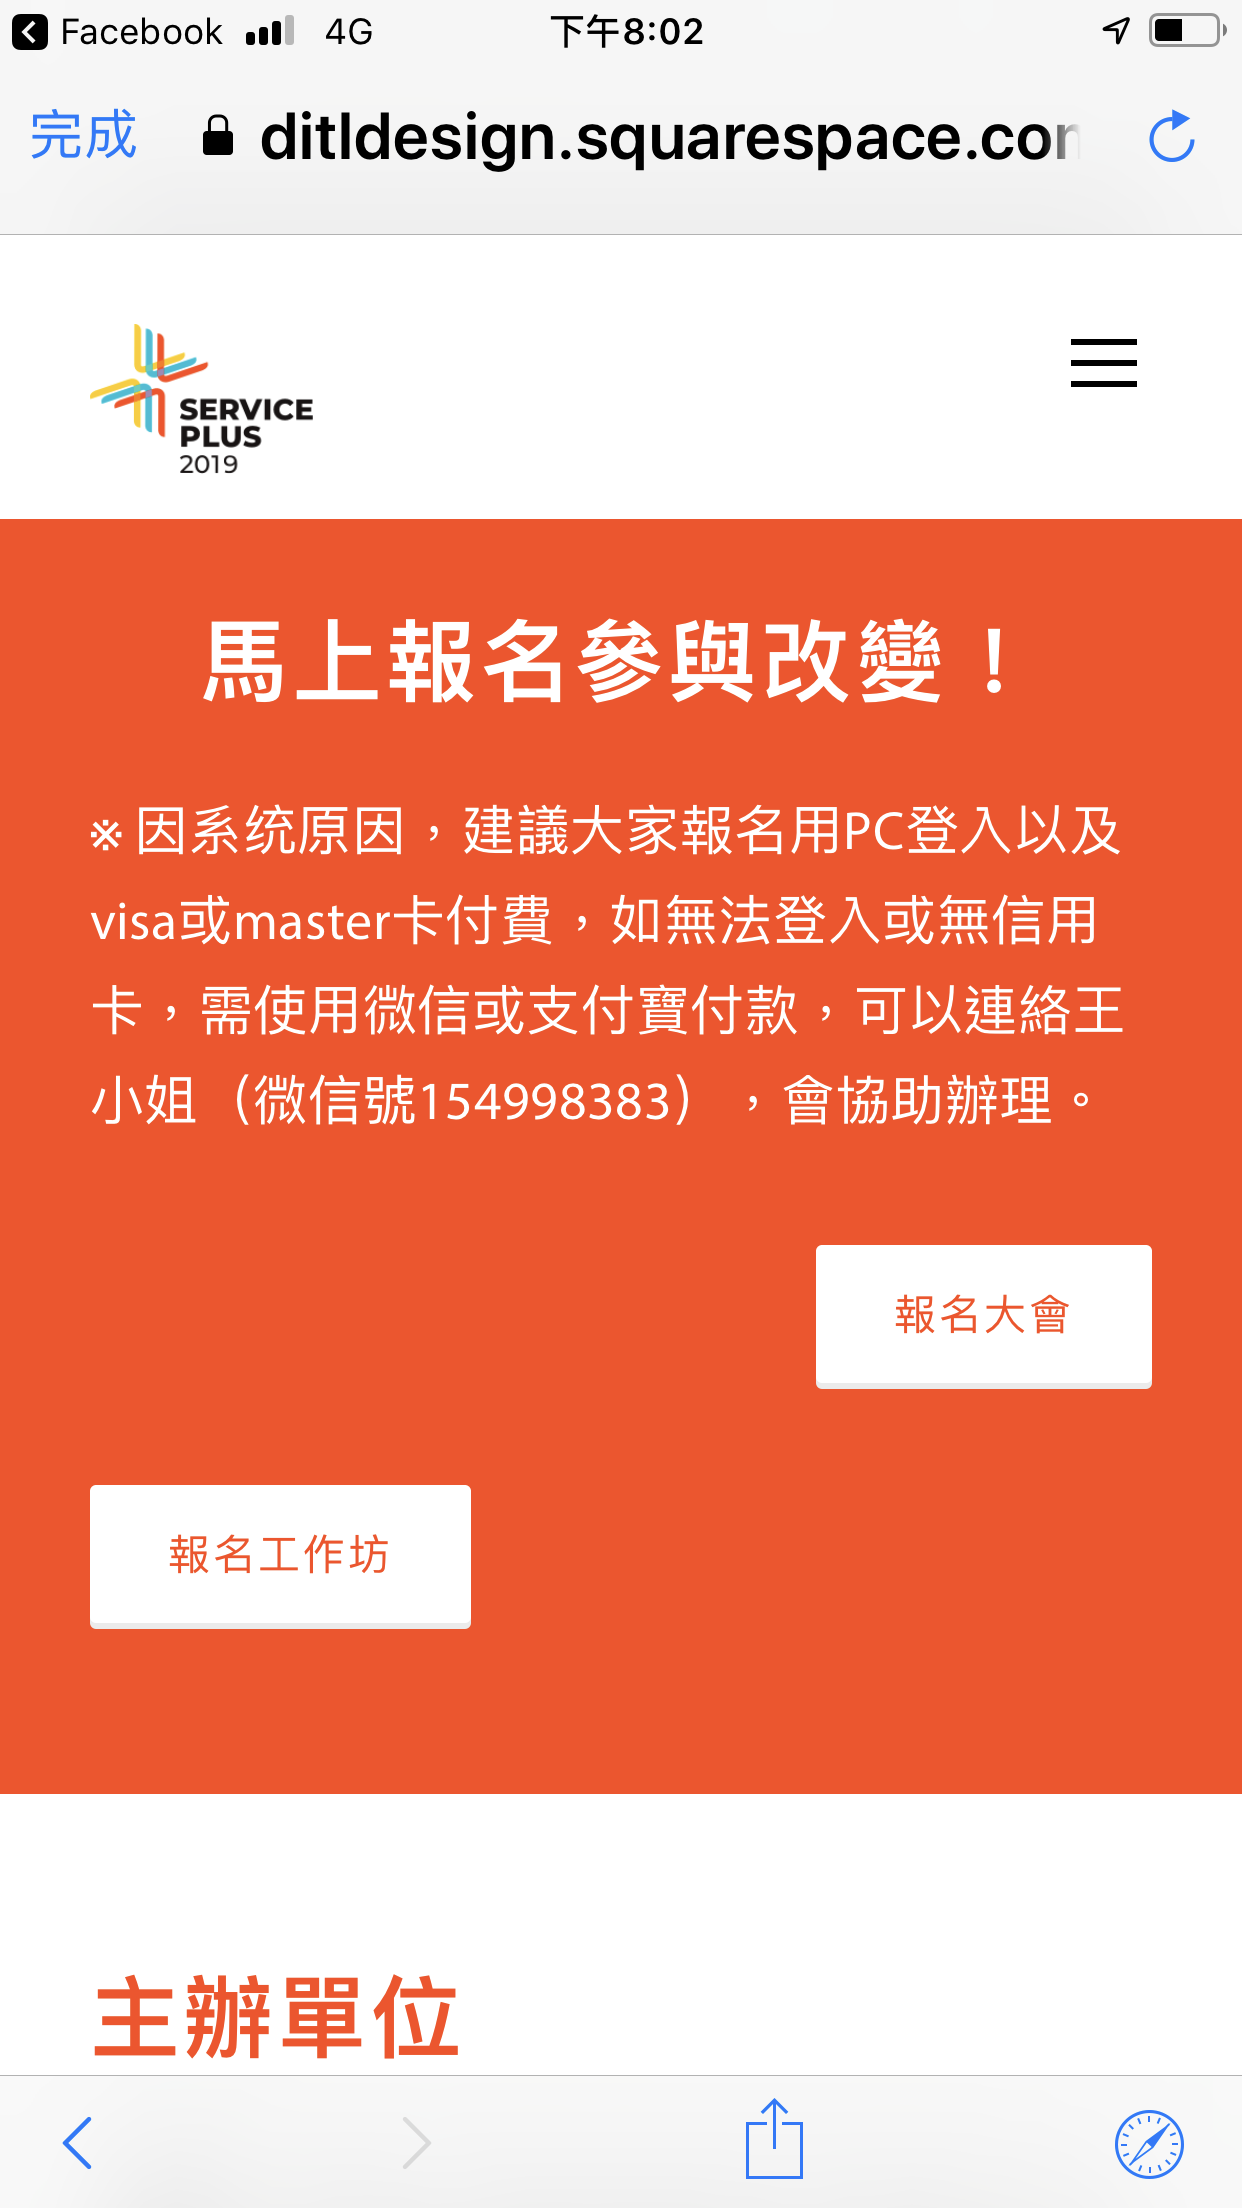 Facebook 4G 下午8:02
完成 ditldesign.squarespace.con
SERVICE
PLUS
2019
馬上報名參與改變！
※ 因系统原因，建議大家報名用PC登入以及
visa或master卡付費，如無法登入或無信用
卡，需使用微信或支付寶付款，可以連絡王
小姐（微信號154998383），會協助辦理。
報名大會
報名工作坊
主辦單位